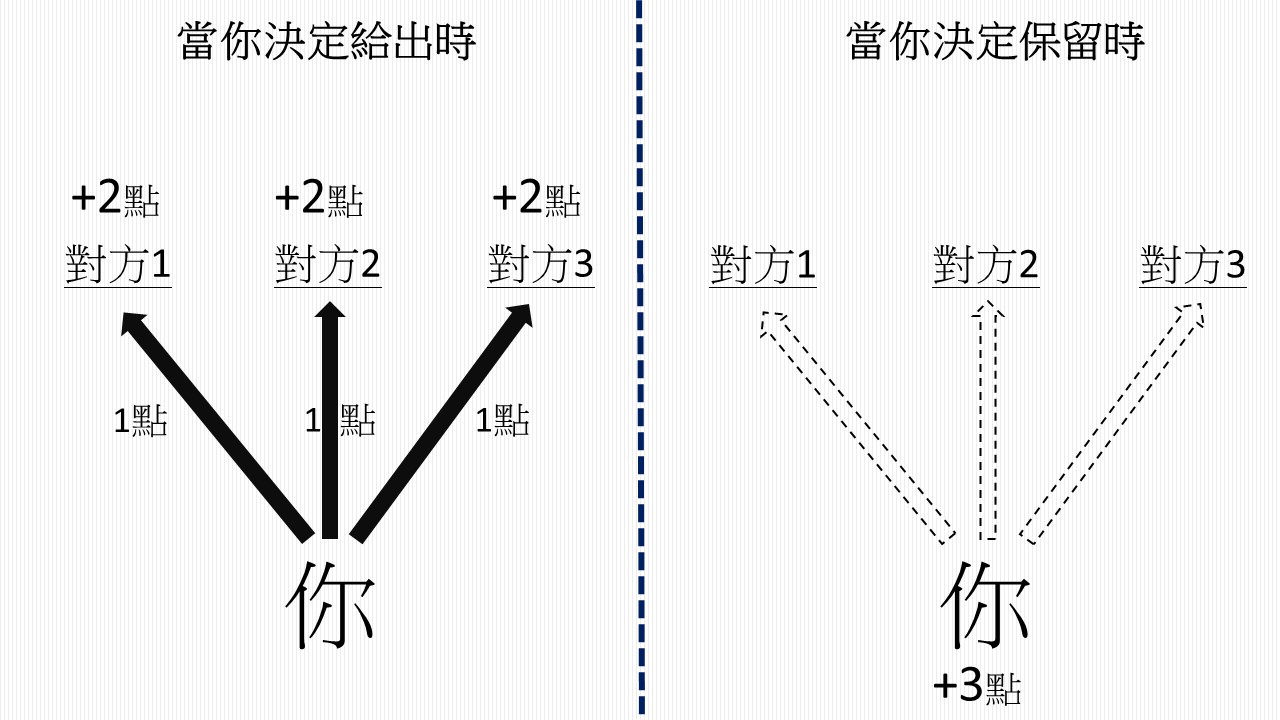 當你決定給出時
+2點 +2點 +2點
對方1 對方2 對方3
1點 1點 1點
你
當你決定保留時
對方1 對方2 對方3
你
+3點